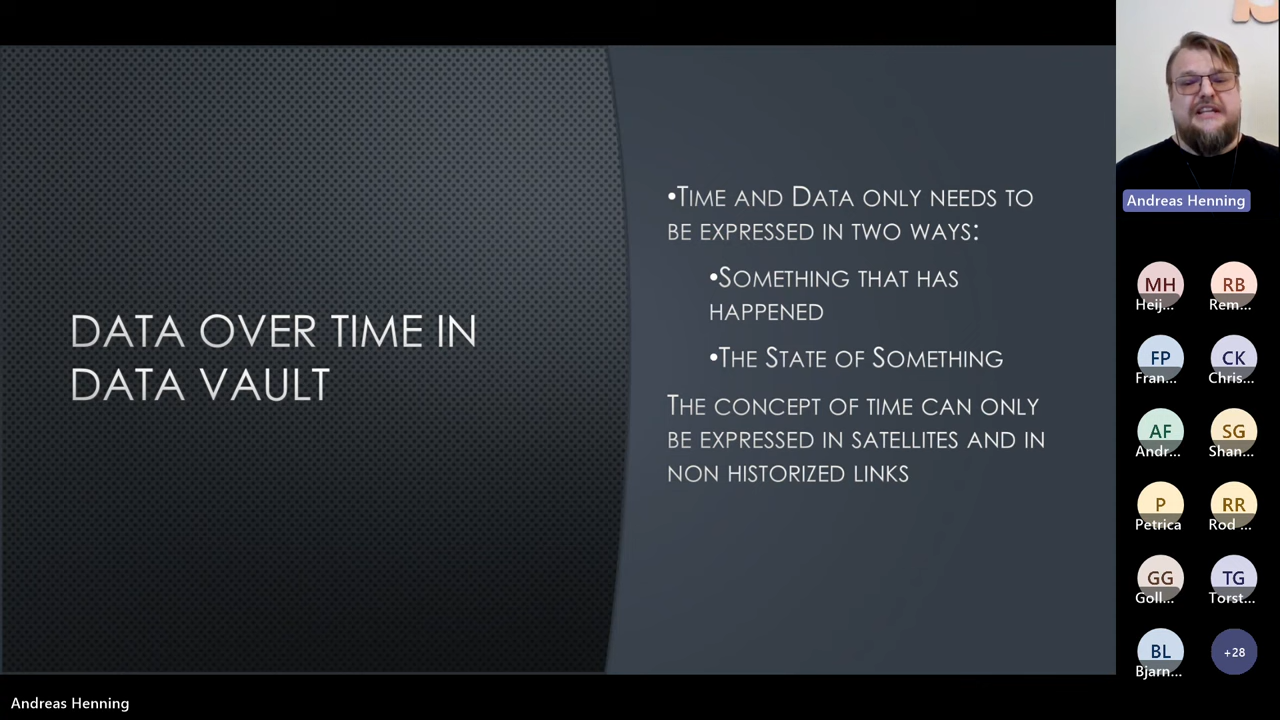 DATA OVER TIME IN
DATA VAULT
•TIME AND DATA ONLY NEEDS TO
BE EXPRESSED IN TWO WAYS:
•SOMETHING THAT HAS
HAPPENED
•THE STATE OF SOMETHING
THE CONCEPT OF TIME CAN ONLY
BE EXPRESSED IN SATELLITES AND IN
NON HISTORIZED LINKS
Andreas Henning
MH
Heij...
RB
Rem...
FP
Fran...
CK
Chris...
AF
Andr...
SG
Shan...
P
Petrica
RR
Rod ...
GG
Goll...
TG
Torst...
BL
Bjarn...
+28
Andreas Henning